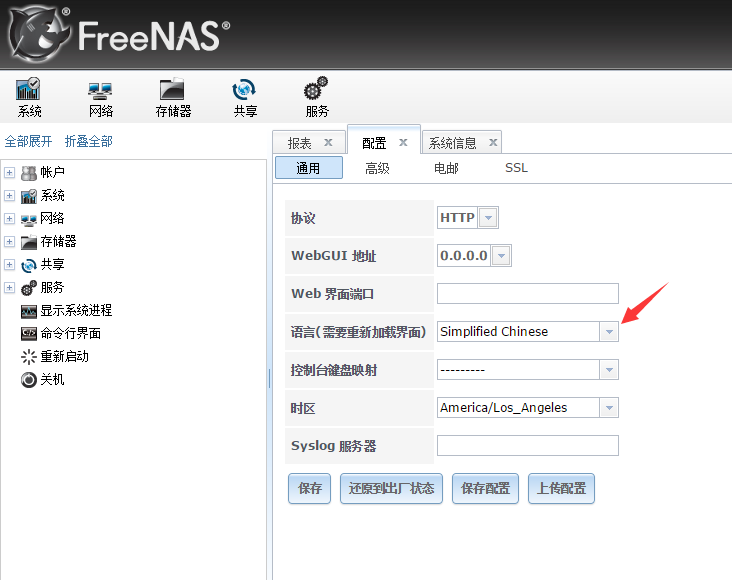 FreeNAS®
系统 网络 存储器 共享 服务
全部展开 折叠全部
帐户
系统
网络
存储器
共享
服务
显示系统进程
命令行界面
重新启动
关机
报表 x 配置 x 系统信息 x
通用 高级 电邮 SSL
协议 HTTP
WebGUI 地址 0.0.0.0
Web 界面端口
语言(需要重新加载界面) Simplified Chinese
控制台键盘映射 ---------
时区 America/Los_Angeles
Syslog 服务器
保存 还原到出厂状态 保存配置 上传配置